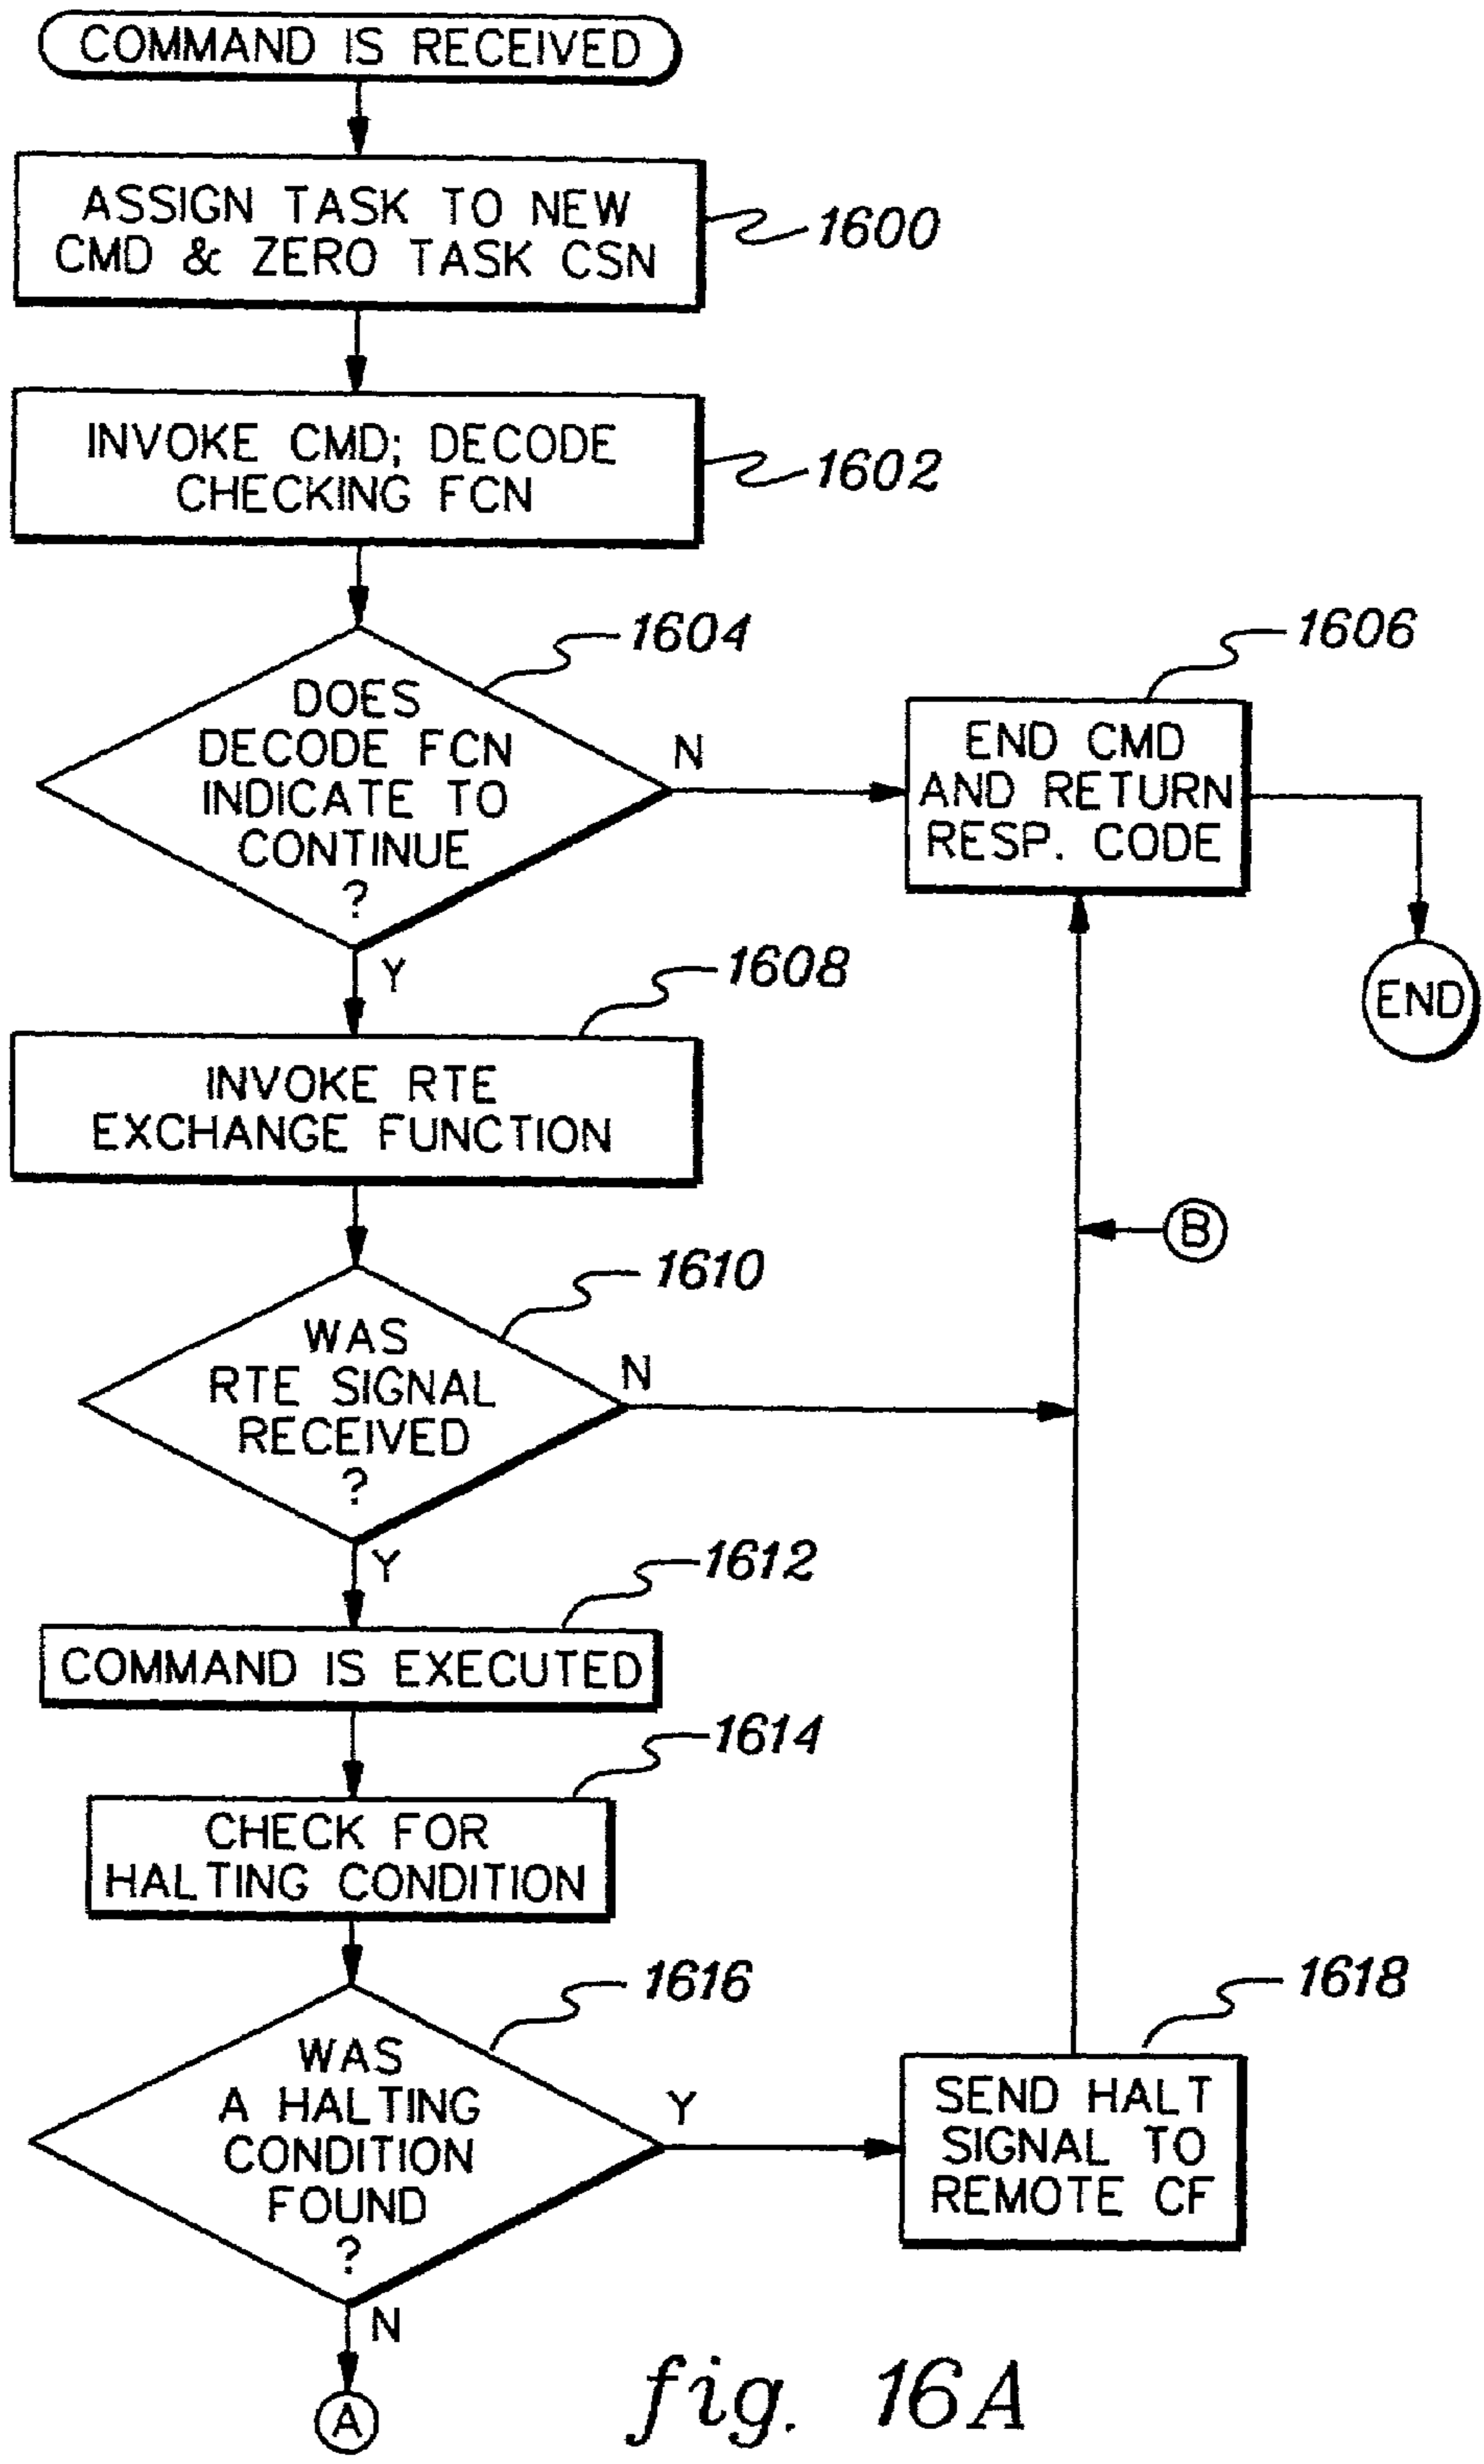 COMMAND IS RECEIVED
ASSIGN TASK TO NEW
CMD & ZERO TASK CSN
1600
INVOKE CMD; DECODE
CHECKING FCN
1602
1604
DOES
DECODE FCN
INDICATE TO
CONTINUE
?
N
Y
1606
END CMD
AND RETURN
RESP. CODE
END
1608
INVOKE RTE
EXCHANGE FUNCTION
B
1610
WAS
RTE SIGNAL
RECEIVED
?
N
Y
1612
COMMAND IS EXECUTED
1614
CHECK FOR
HALTING CONDITION
1616
WAS
A HALTING
CONDITION
FOUND
?
Y
N
1618
SEND HALT
SIGNAL TO
REMOTE CF
A
fig. 16A